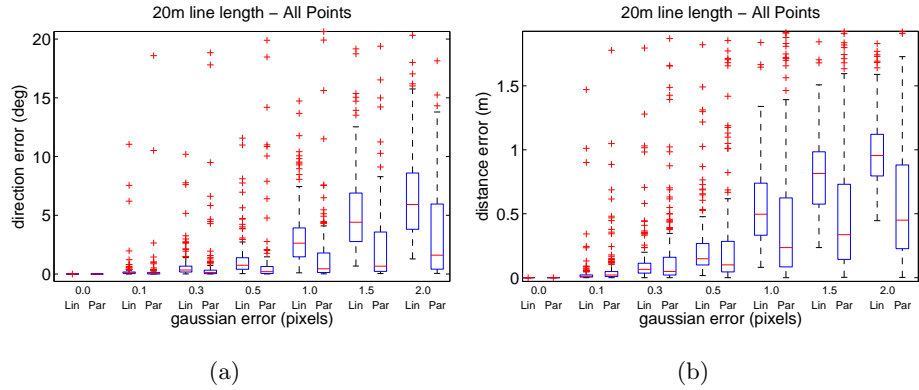 20m line length − All Points
20
15
10
5
0
direction error (deg)
0.0 0.1 0.3 0.5 1.0 1.5 2.0
Lin Par Lin Par Lin Par Lin Par Lin Par Lin Par Lin Par
gaussian error (pixels)
(a)
20m line length − All Points
1.5
1
0.5
0
distance error (m)
0.0 0.1 0.3 0.5 1.0 1.5 2.0
Lin Par Lin Par Lin Par Lin Par Lin Par Lin Par Lin Par
gaussian error (pixels)
(b)